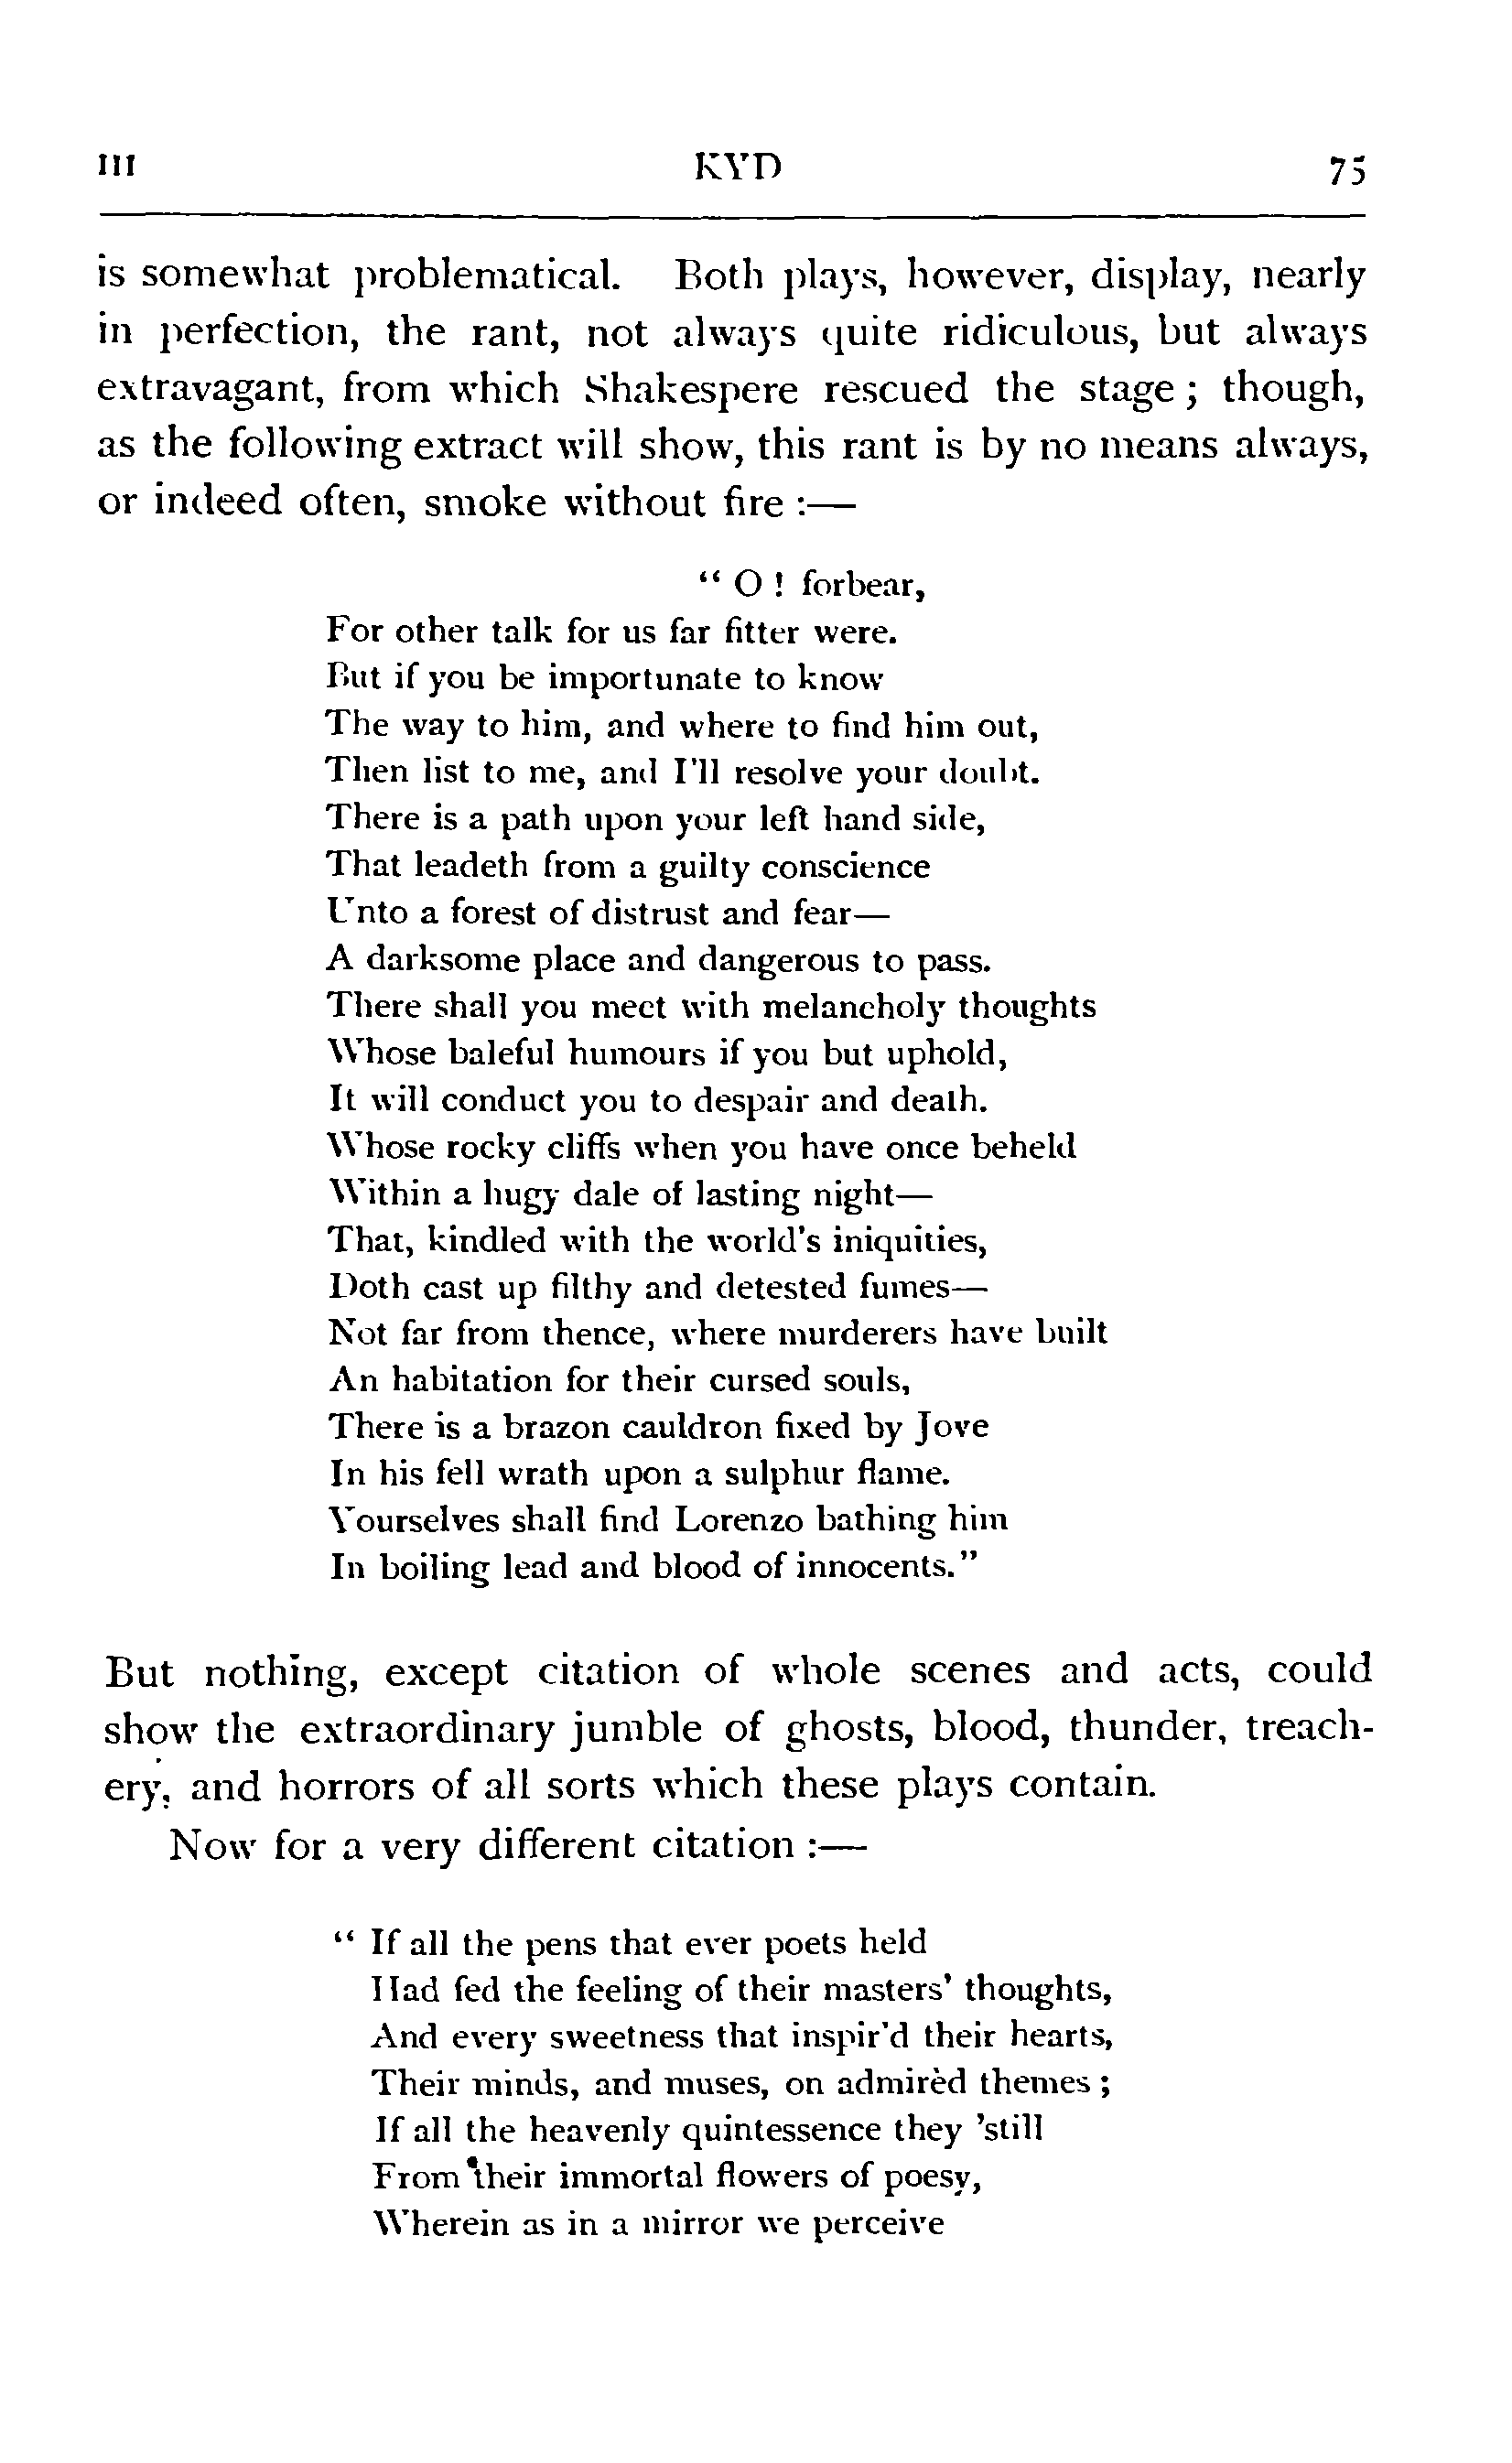 III KYD 75
is somewhat problematical. Both plays, however, display, nearly
in perfection, the rant, not always quite ridiculous, but always
extravagant, from which Shakespere rescued the stage ; though,
as the following extract will show, this rant is by no means always,
or indeed often, smoke without fire :—
“ O ! forbear,
For other talk for us far fitter were.
But if you be importunate to know
The way to him, and where to find him out,
Then list to me, and I'll resolve your doubt.
There is a path upon your left hand side,
That leadeth from a guilty conscience
Unto a forest of distrust and fear—
A darksome place and dangerous to pass.
There shall you meet with melancholy thoughts
Whose baleful humours if you but uphold,
It will conduct you to despair and death.
Whose rocky cliffs when you have once beheld
Within a hugy dale of lasting night—
That, kindled with the world's iniquities,
Doth cast up filthy and detested fumes—
Not far from thence, where murderers have built
An habitation for their cursed souls,
There is a brazon cauldron fixed by Jove
In his fell wrath upon a sulphur flame.
Yourselves shall find Lorenzo bathing him
In boiling lead and blood of innocents.”
But nothing, except citation of whole scenes and acts, could
show the extraordinary jumble of ghosts, blood, thunder, treach-
ery, and horrors of all sorts which these plays contain.
Now for a very different citation :—
“ If all the pens that ever poets held
Had fed the feeling of their masters’ thoughts,
And every sweetness that inspir'd their hearts,
Their minds, and muses, on admirèd themes ;
If all the heavenly quintessence they ’still
From their immortal flowers of poesy,
Wherein as in a mirror we perceive